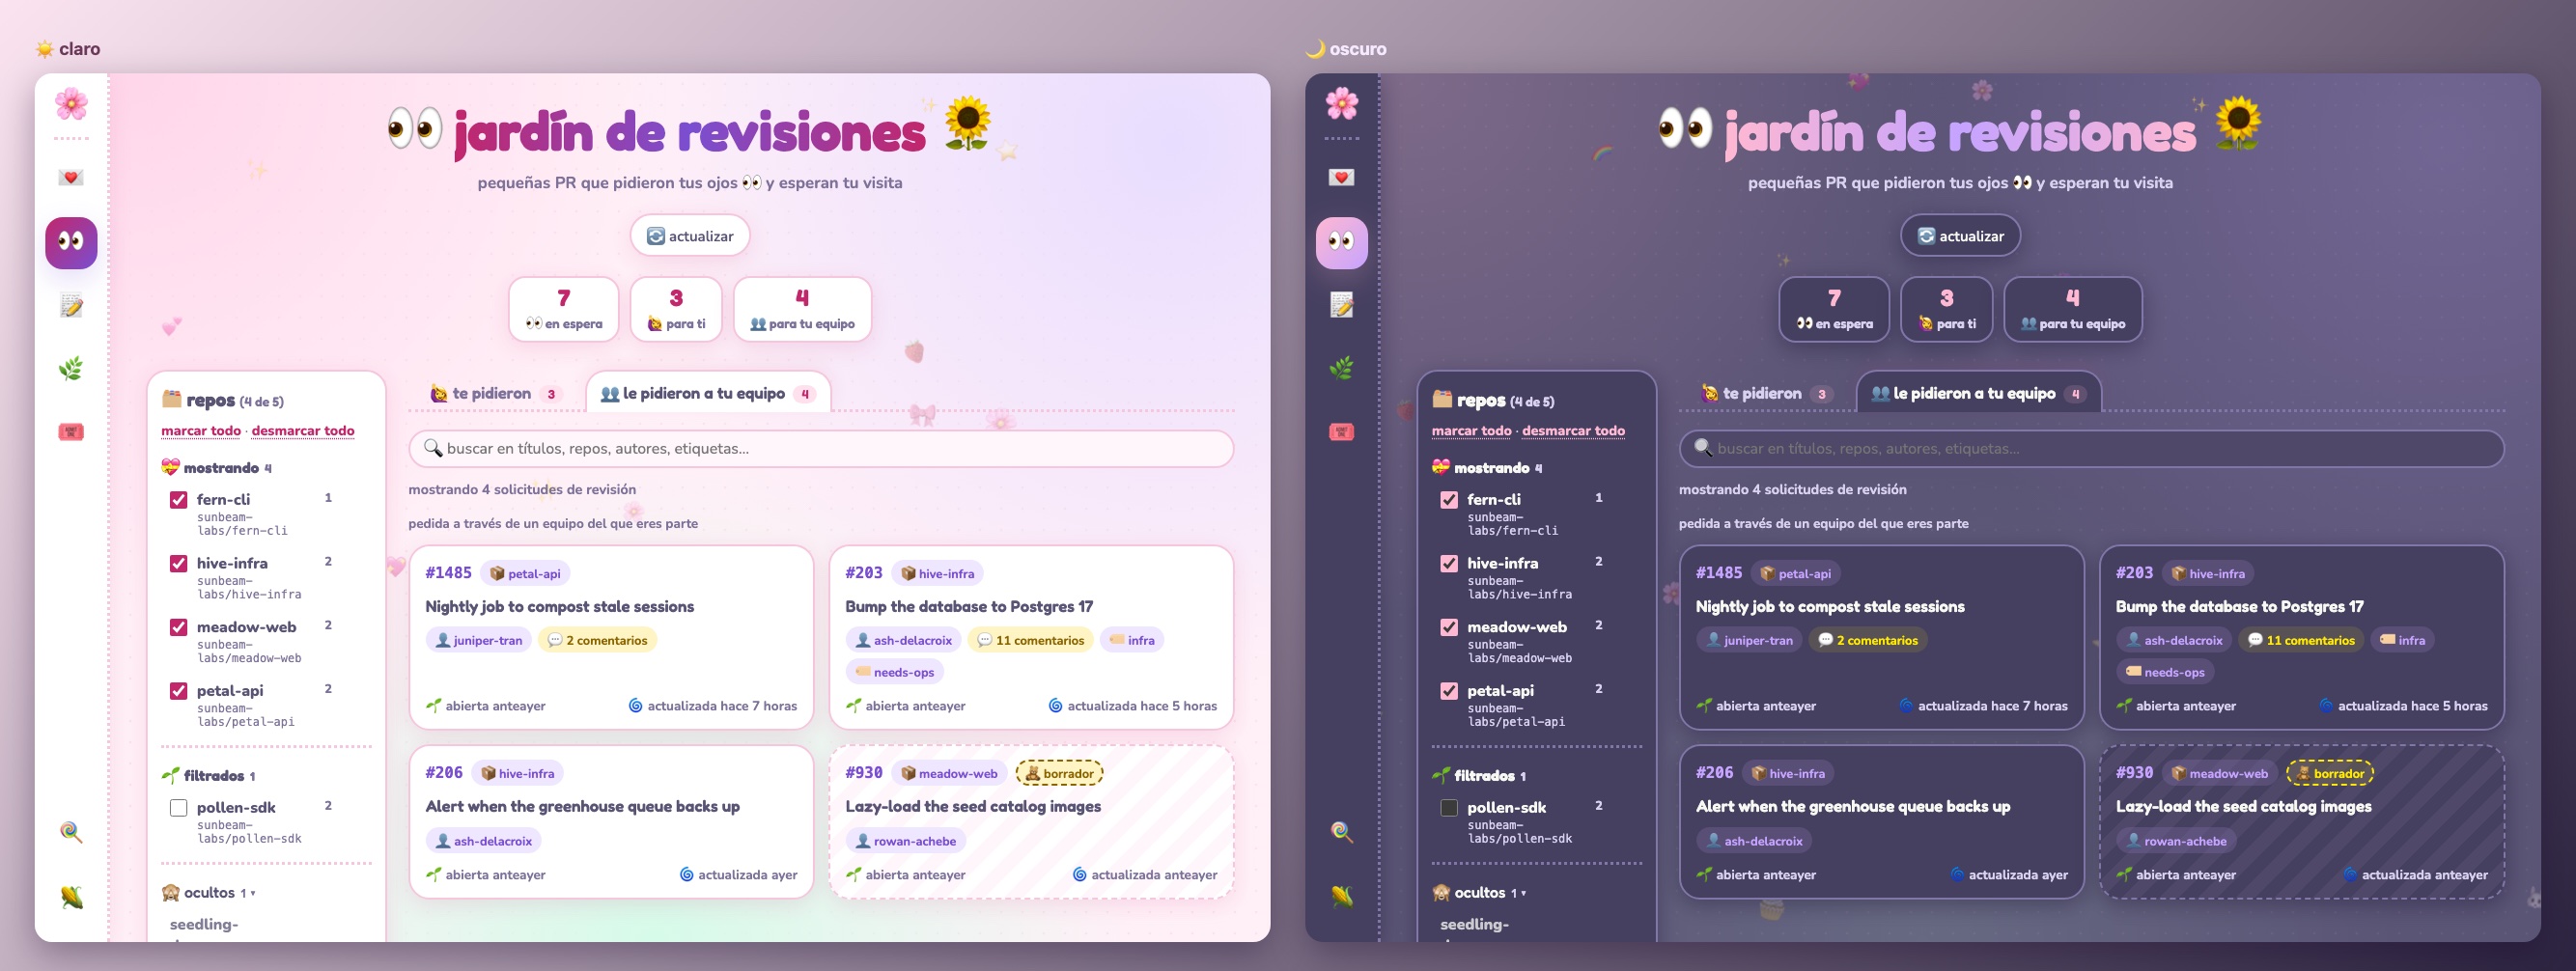 claro
jardín de revisiones
pequeñas PR que pidieron tus ojos y esperan tu visita
actualizar
7
en espera
3
para ti
4
para tu equipo
repos (4 de 5)
marcar todo · desmarcar todo
mostrando 4
fern-cli 1
sunbeam-
labs/fern-cli
hive-infra 2
sunbeam-
labs/hive-infra
meadow-web 2
sunbeam-
labs/meadow-web
petal-api 2
sunbeam-
labs/petal-api
filtrados 1
pollen-sdk 2
sunbeam-
labs/pollen-sdk
ocultos 1
seedling-
te pidieron 3
le pidieron a tu equipo 4
buscar en títulos, repos, autores, etiquetas...
mostrando 4 solicitudes de revisión
pedida a través de un equipo del que eres parte
#1485 petal-api
Nightly job to compost stale sessions
juniper-tran 2 comentarios
abierta anteayer actualizada hace 7 horas
#203 hive-infra
Bump the database to Postgres 17
ash-delacroix 11 comentarios infra
needs-ops
abierta anteayer actualizada hace 5 horas
#206 hive-infra
Alert when the greenhouse queue backs up
ash-delacroix
abierta anteayer actualizada ayer
#930 meadow-web borrador
Lazy-load the seed catalog images
rowan-achebe
abierta anteayer actualizada anteayer
oscuro
jardín de revisiones
pequeñas PR que pidieron tus ojos y esperan tu visita
actualizar
7
en espera
3
para ti
4
para tu equipo
repos (4 de 5)
marcar todo · desmarcar todo
mostrando 4
fern-cli 1
sunbeam-
labs/fern-cli
hive-infra 2
sunbeam-
labs/hive-infra
meadow-web 2
sunbeam-
labs/meadow-web
petal-api 2
sunbeam-
labs/petal-api
filtrados 1
pollen-sdk 2
sunbeam-
labs/pollen-sdk
ocultos 1
seedling-
te pidieron 3
le pidieron a tu equipo 4
buscar en títulos, repos, autores, etiquetas...
mostrando 4 solicitudes de revisión
pedida a través de un equipo del que eres parte
#1485 petal-api
Nightly job to compost stale sessions
juniper-tran 2 comentarios
abierta anteayer actualizada hace 7 horas
#203 hive-infra
Bump the database to Postgres 17
ash-delacroix 11 comentarios infra
needs-ops
abierta anteayer actualizada hace 5 horas
#206 hive-infra
Alert when the greenhouse queue backs up
ash-delacroix
abierta anteayer actualizada ayer
#930 meadow-web borrador
Lazy-load the seed catalog images
rowan-achebe
abierta anteayer actualizada anteayer